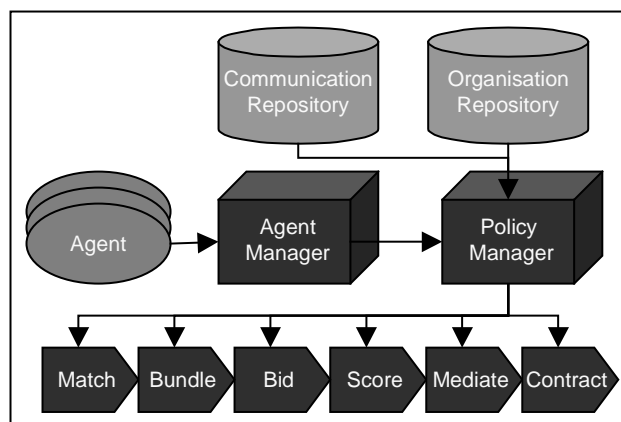 Communication
Repository
Organisation
Repository
Agent
Agent
Manager
Policy
Manager
Match
Bundle
Bid
Score
Mediate
Contract